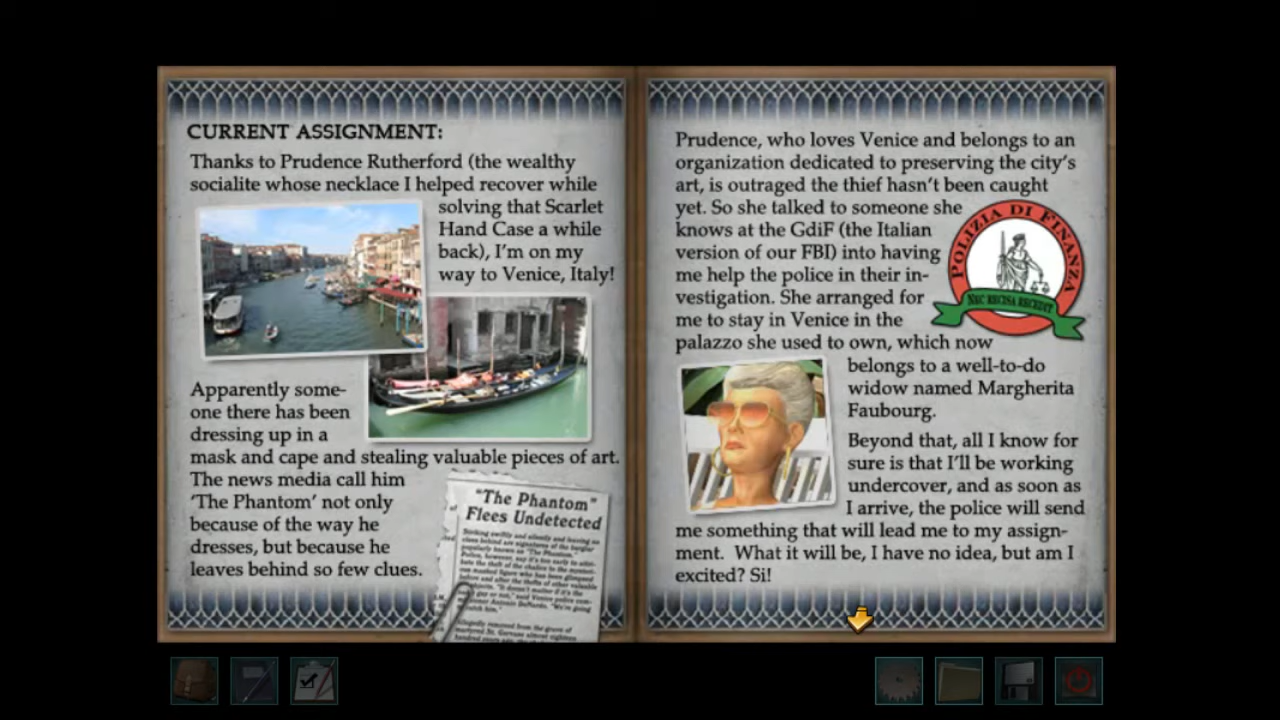 CURRENT ASSIGNMENT:
Thanks to Prudence Rutherford (the wealthy
socialite whose necklace I helped recover while
solving that Scarlet
Hand Case a while
back), I'm on my
way to Venice, Italy!
Apparently some-
one there has been
dressing up in a
mask and cape and stealing valuable pieces of art.
The news media call him
'The Phantom' not only
because of the way he
dresses, but because he
leaves behind so few clues.
"The Phantom"
Flees Undetected
Prudence, who loves Venice and belongs to an
organization dedicated to preserving the city's
art, is outraged the thief hasn't been caught
yet. So she talked to someone she
knows at the GdiF (the Italian
version of our FBI) into having
me help the police in their in-
vestigation. She arranged for
me to stay in Venice in the
palazzo she used to own, which now
belongs to a well-to-do
widow named Margherita
Faubourg.
Beyond that, all I know for
sure is that I'll be working
undercover, and as soon as
I arrive, the police will send
me something that will lead me to my assign-
ment. What it will be, I have no idea, but am I
excited? Si!
POLIZIA DI FINANZA
NEC RECISA RECEDIT